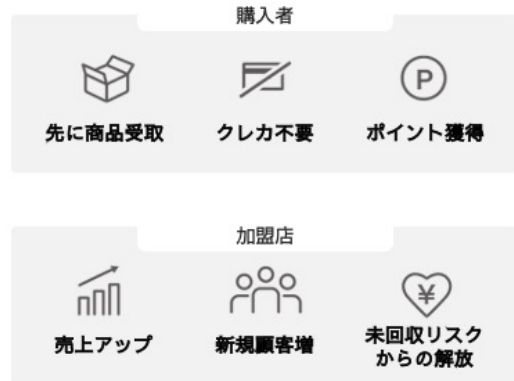 購入者
P
先に商品受取
クレカ不要
ポイント獲得
加盟店
¥
売上アップ
新規顧客増
未回収リスク
からの解放